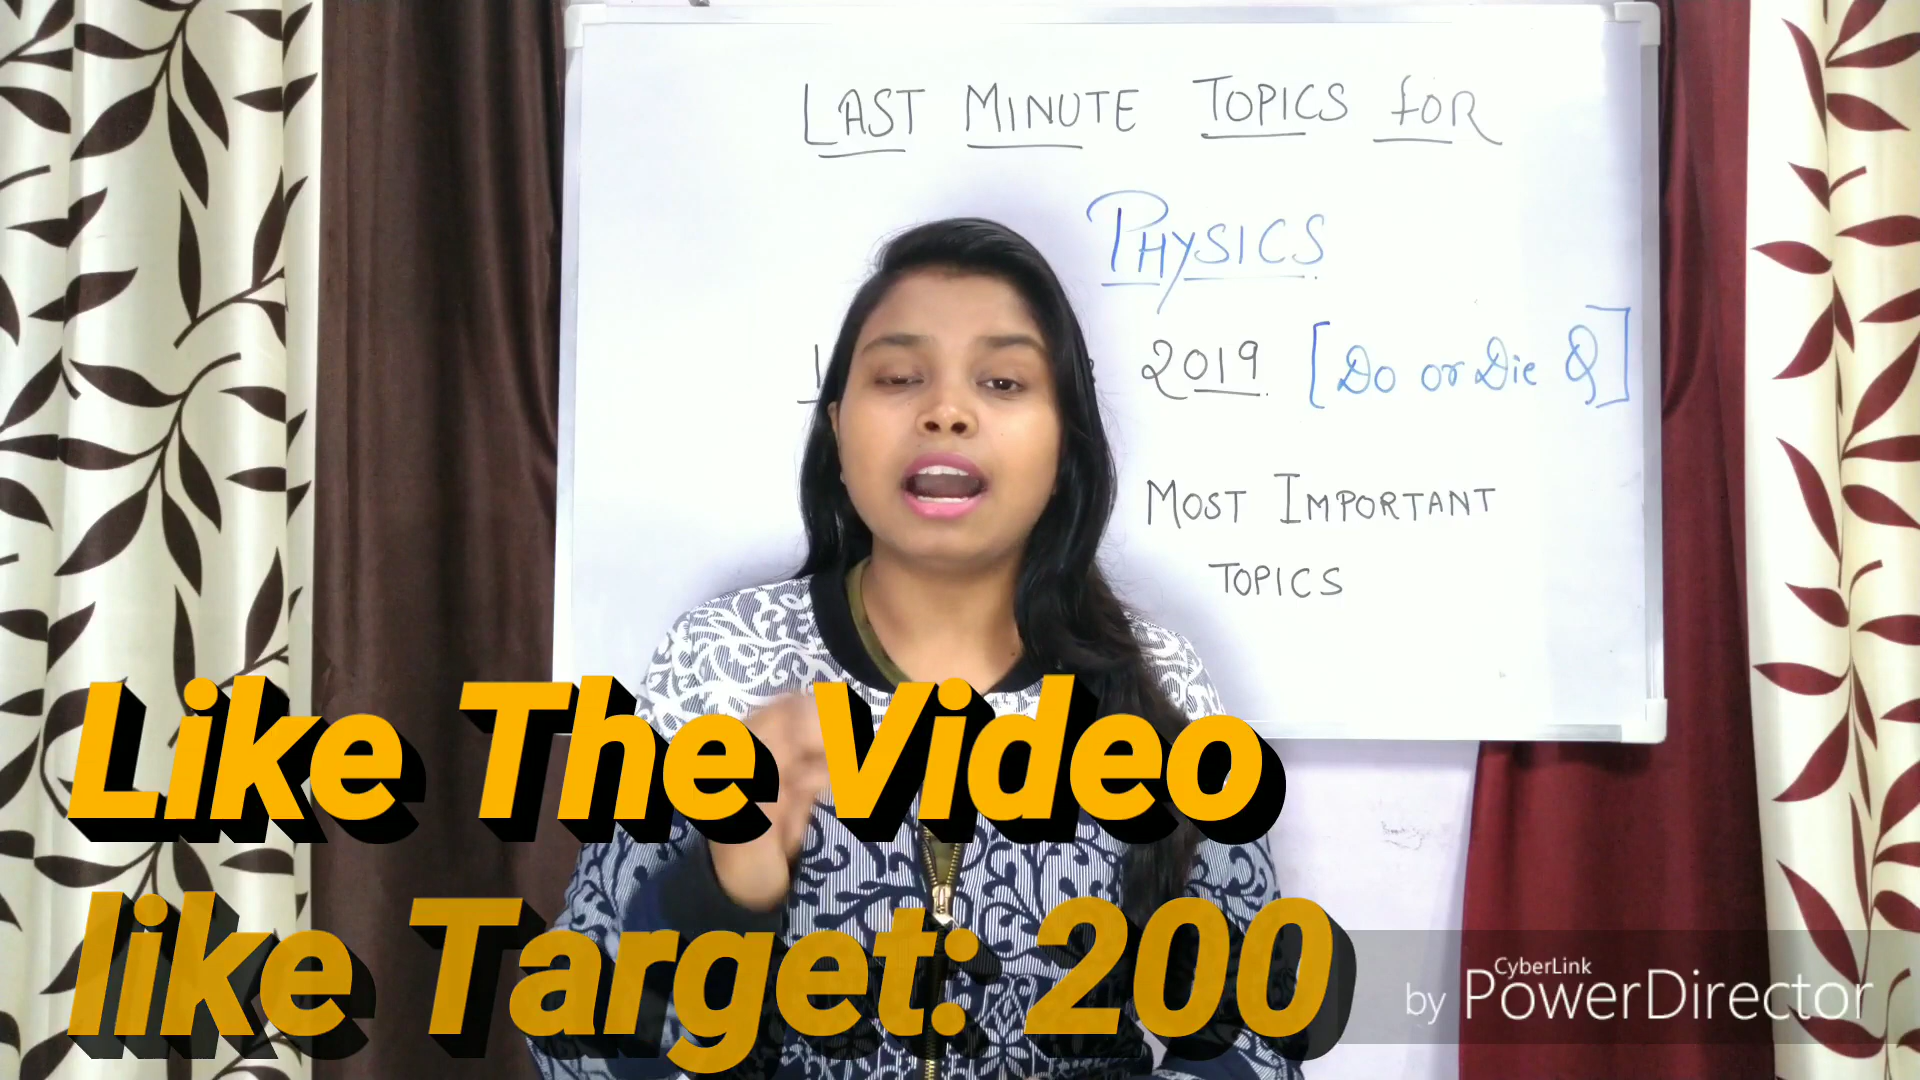 LAST MINUTE TOPICS FOR
PHYSICS
2019 [Do or Die Q]
MOST IMPORTANT
TOPICS
Like The Video
like Target: 200
by CyberLink PowerDirector